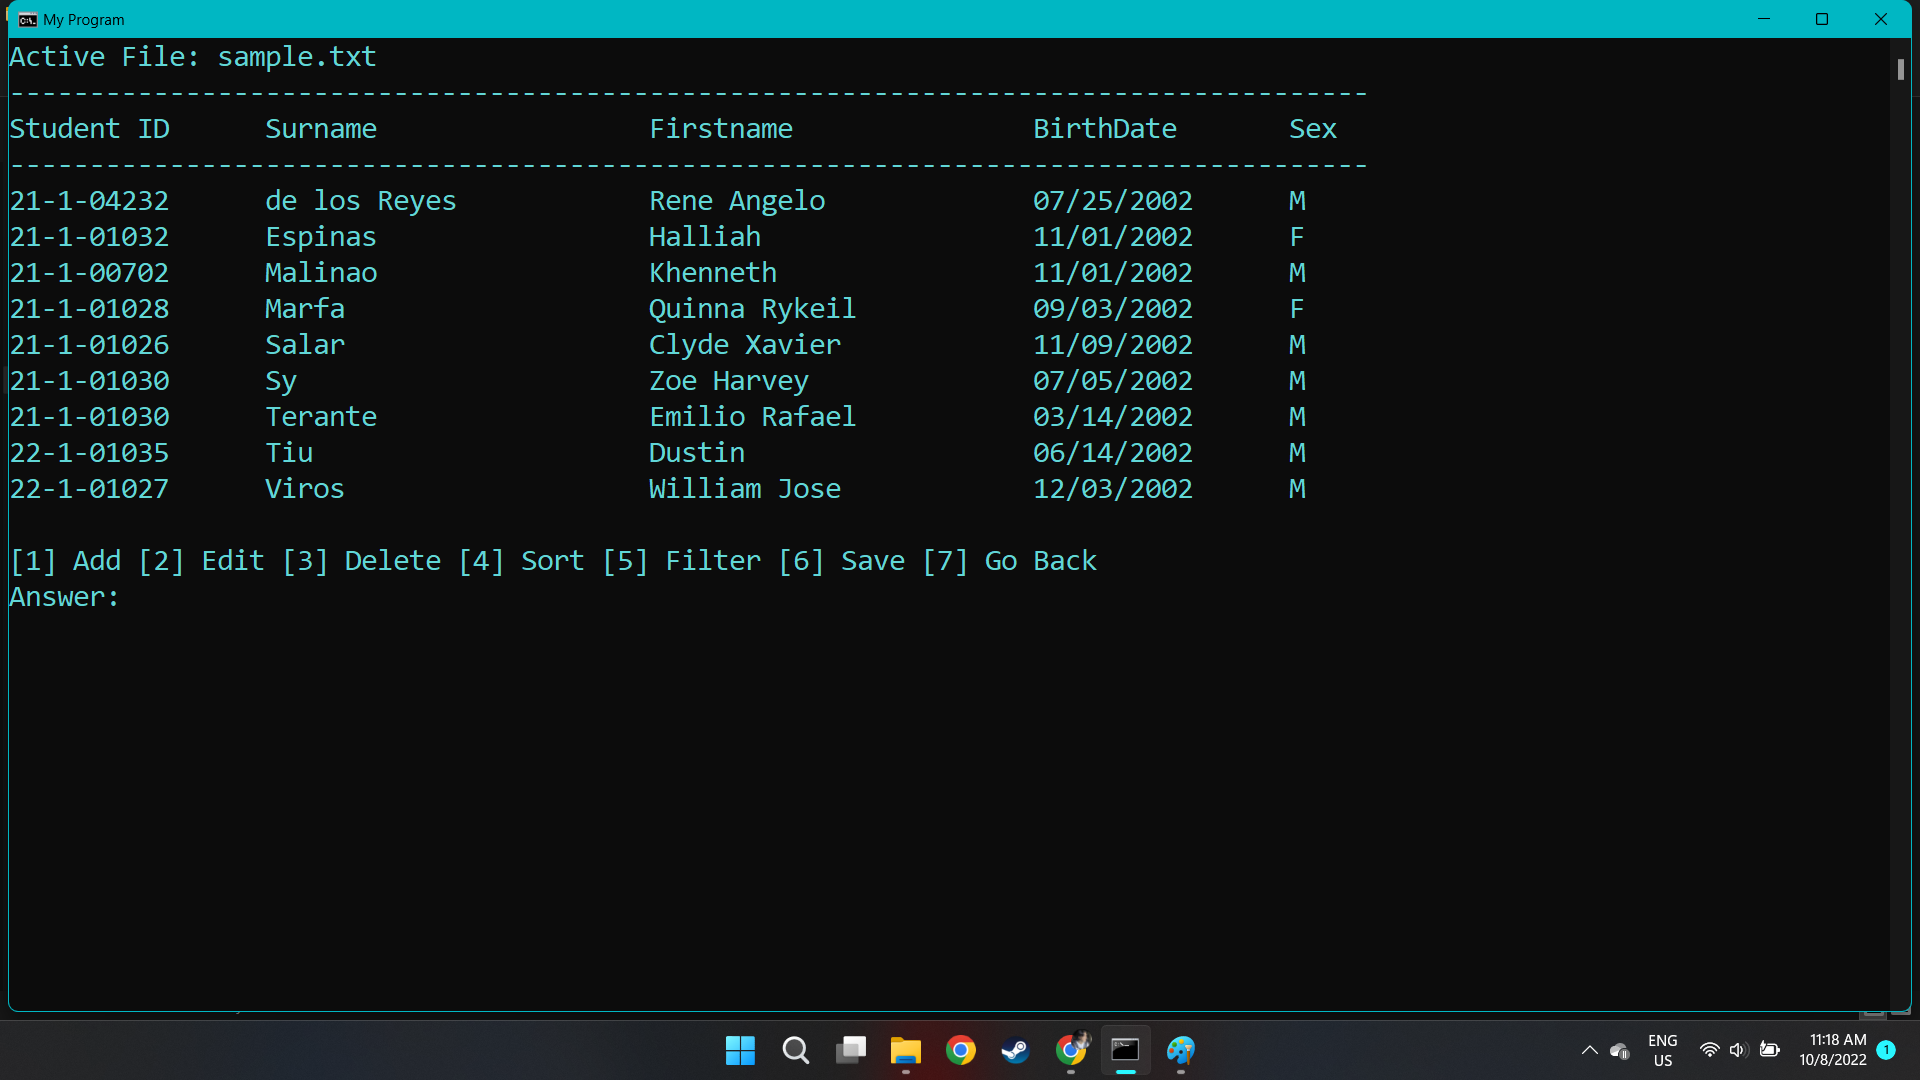 My Program
Active File: sample.txt
-------------------------------------------------------------------------------------
Student ID      Surname                 Firstname               BirthDate       Sex
-------------------------------------------------------------------------------------
21-1-04232      de los Reyes            Rene Angelo             07/25/2002      M
21-1-01032      Espinas                 Halliah                 11/01/2002      F
21-1-00702      Malinao                 Khenneth                11/01/2002      M
21-1-01028      Marfa                   Quinna Rykeil           09/03/2002      F
21-1-01026      Salar                   Clyde Xavier            11/09/2002      M
21-1-01030      Sy                      Zoe Harvey              07/05/2002      M
21-1-01030      Terante                 Emilio Rafael           03/14/2002      M
22-1-01035      Tiu                     Dustin                  06/14/2002      M
22-1-01027      Viros                   William Jose            12/03/2002      M
[1] Add [2] Edit [3] Delete [4] Sort [5] Filter [6] Save [7] Go Back
Answer:
ENG
US
11:18 AM
10/8/2022
1